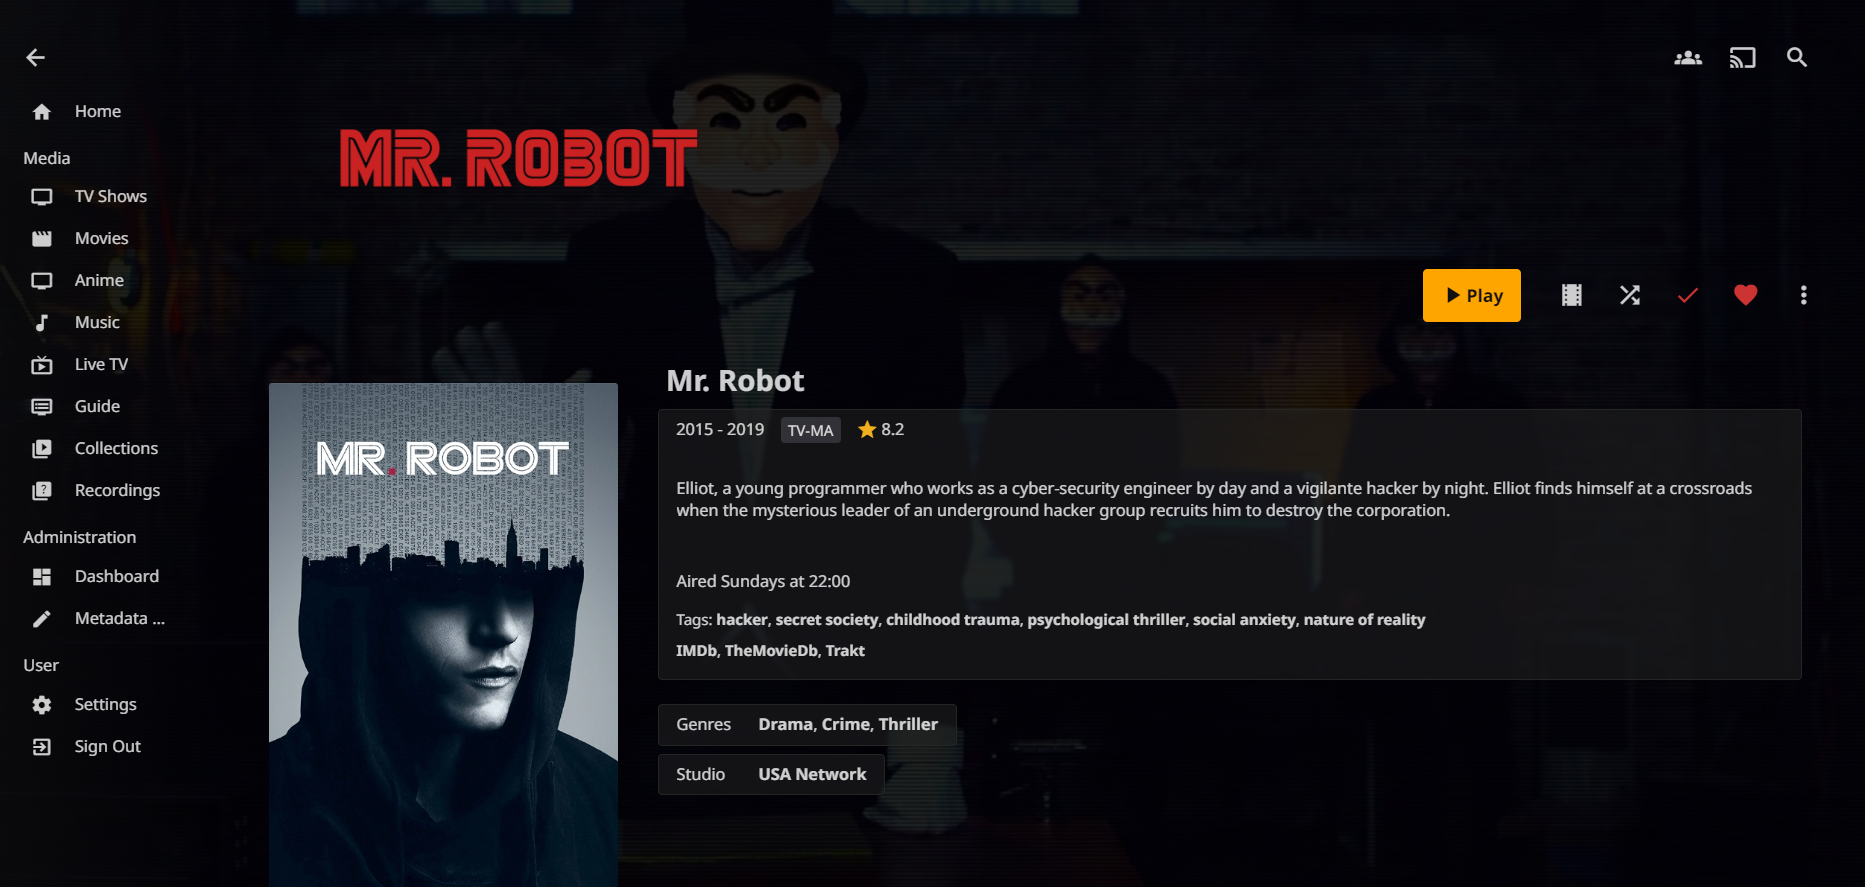 Home
Media
TV Shows
Movies
Anime
Music
Live TV
Guide
Collections
Recordings
Administration
Dashboard
Metadata ...
User
Settings
Sign Out
MR. ROBOT
Play
MR. ROBOT
Mr. Robot
2015 - 2019 TV-MA 8.2
Elliot, a young programmer who works as a cyber-security engineer by day and a vigilante hacker by night. Elliot finds himself at a crossroads
when the mysterious leader of an underground hacker group recruits him to destroy the corporation.
Aired Sundays at 22:00
Tags: hacker, secret society, childhood trauma, psychological thriller, social anxiety, nature of reality
IMDb, TheMovieDb, Trakt
Genres Drama, Crime, Thriller
Studio USA Network